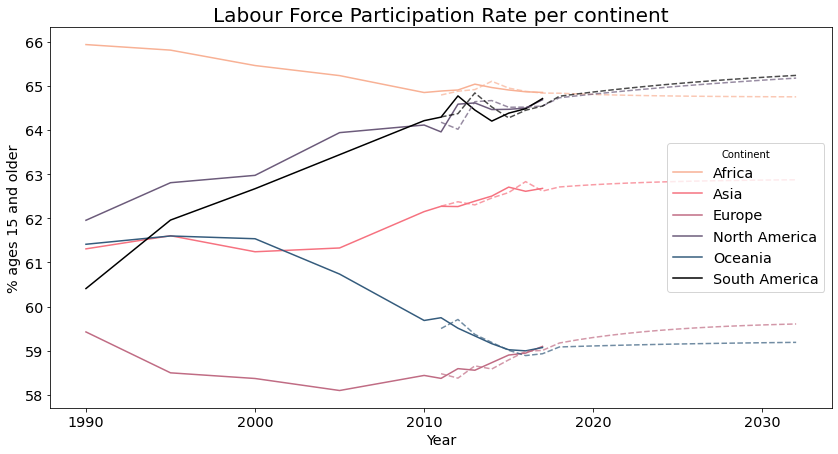 Labour Force Participation Rate per continent
% ages 15 and older
66
65
64
63
62
61
60
59
58
Continent
Africa
Asia
Europe
North America
Oceania
South America
1990
2000
2010
2020
2030
Year